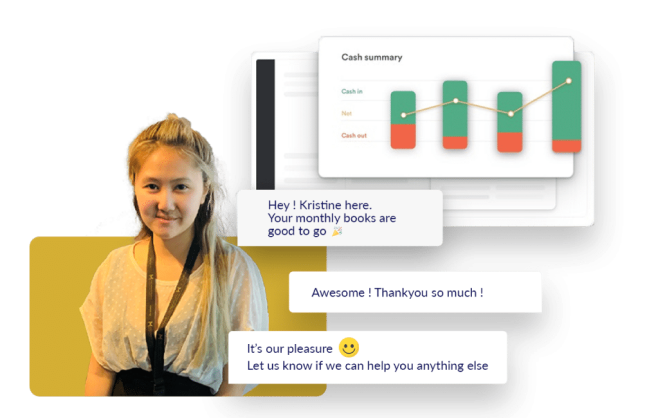 Cash summary
Cash in
Net
Cash out
Hey ! Kristine here.
Your monthly books are
good to go 🎉
Awesome ! Thankyou so much !
It's our pleasure 🙂
Let us know if we can help you anything else